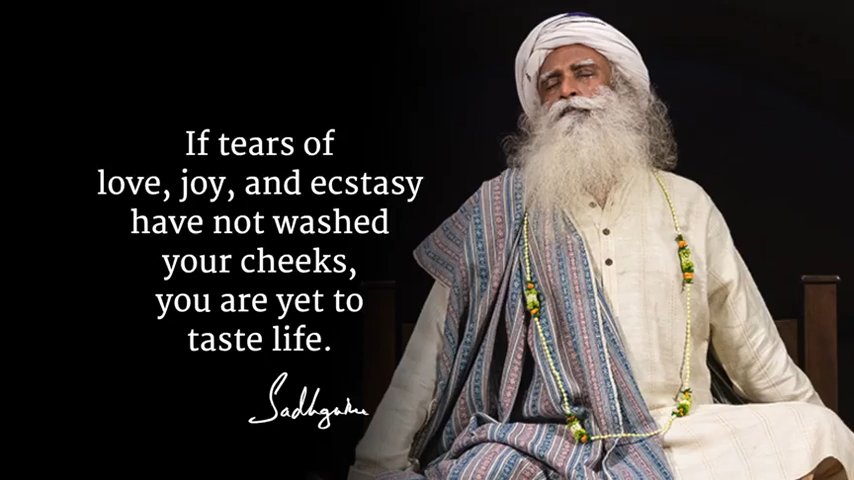 If tears of
love, joy, and ecstasy
have not washed
your cheeks,
you are yet to
taste life.
Sadhguru